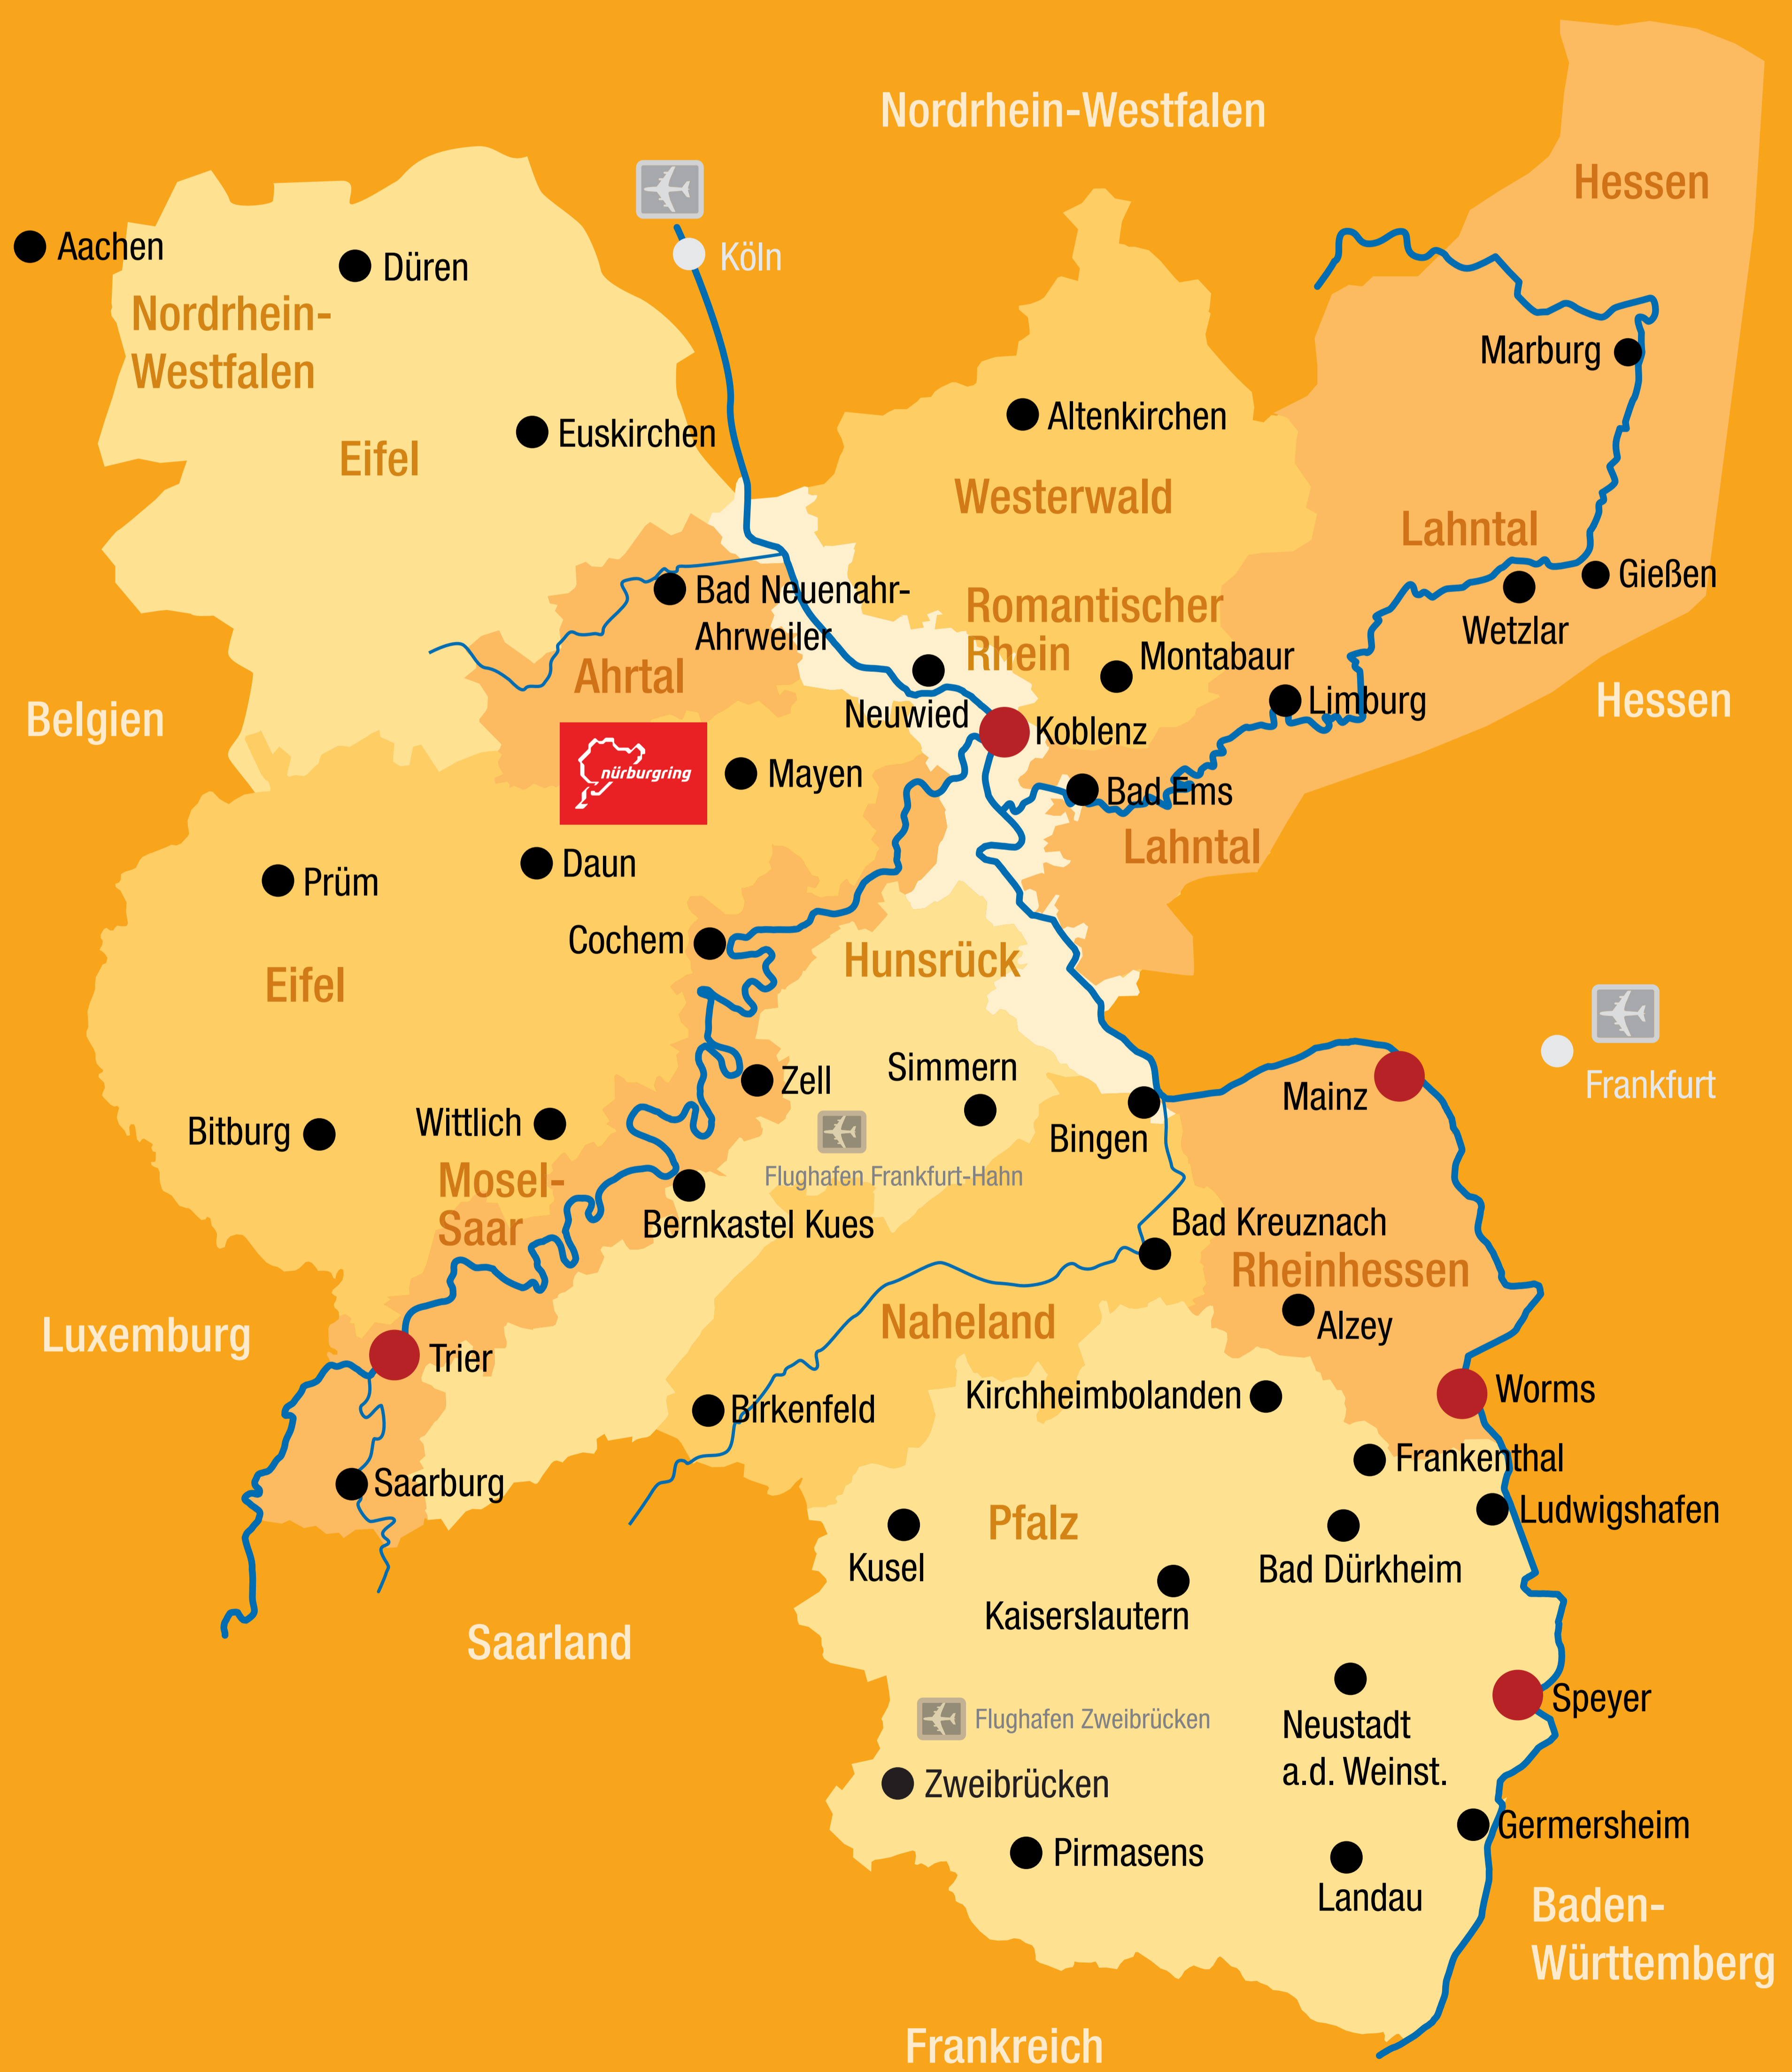 Nordrhein-Westfalen
Hessen
Aachen
Düren
Köln
Nordrhein-
Westfalen
Marburg
Altenkirchen
Euskirchen
Eifel
Westerwald
Lahntal
Gießen
Bad Neuenahr-
Ahrweiler
Romantischer
Rhein
Wetzlar
Montabaur
Ahrtal
Limburg
Hessen
Belgien
Neuwied
Koblenz
nürburgring
Mayen
Bad Ems
Lahntal
Daun
Prüm
Cochem
Hunsrück
Eifel
Simmern
Zell
Frankfurt
Mainz
Wittlich
Bitburg
Bingen
Flughafen Frankfurt-Hahn
Mosel-
Saar
Bernkastel Kues
Bad Kreuznach
Rheinhessen
Naheland
Alzey
Luxemburg
Trier
Kirchheimbolanden
Worms
Birkenfeld
Frankenthal
Saarburg
Ludwigshafen
Pfalz
Kusel
Bad Dürkheim
Kaiserslautern
Saarland
Speyer
Flughafen Zweibrücken
Neustadt
a.d. Weinst.
Zweibrücken
Germersheim
Pirmasens
Landau
Baden-
Württemberg
Frankreich